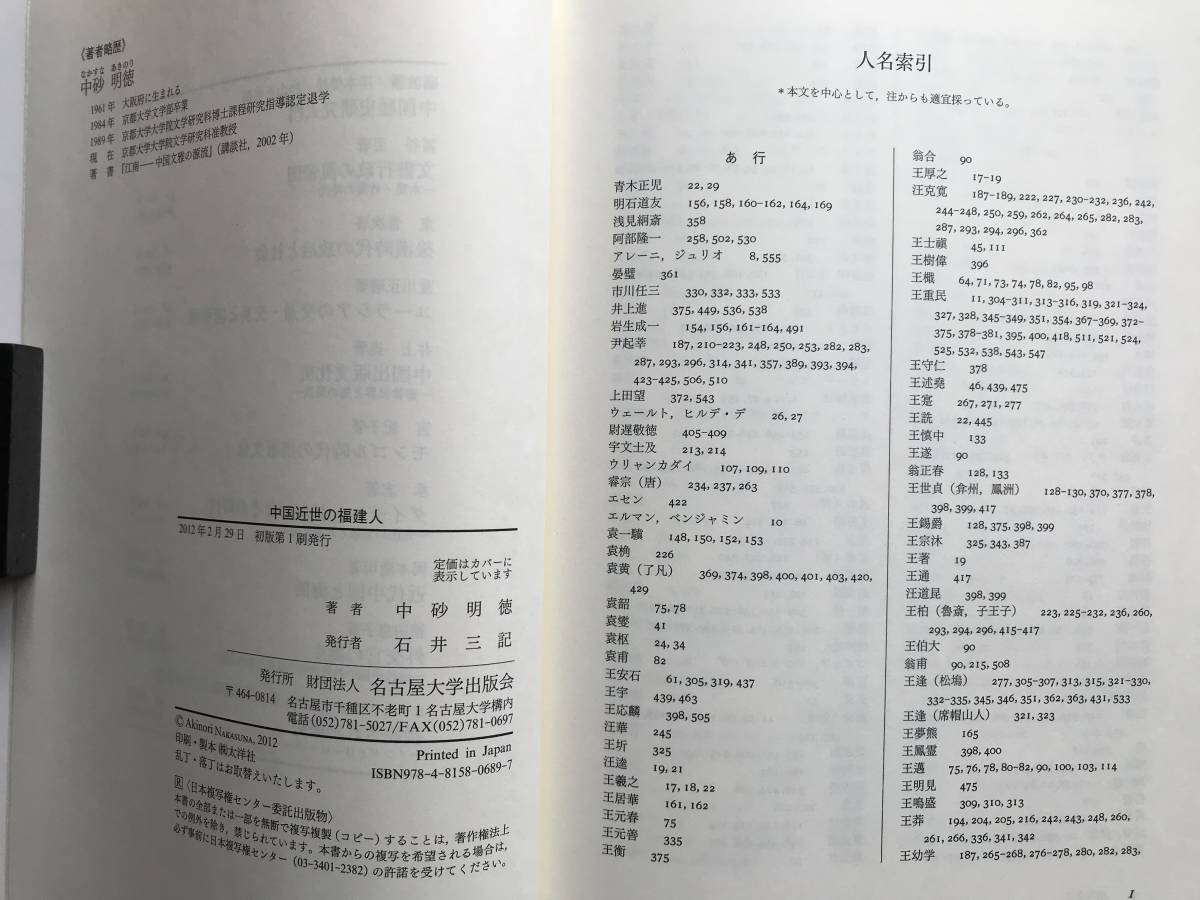 《著者略歴》
なかすな あきのり
中砂 明徳
1961年 大阪府に生まれる
1984年 京都大学文学部卒業
1989年 京都大学大学院文学研究科博士課程研究指導認定退学
現 在 京都大学大学院文学研究科准教授
著 書 『江南――中国文雅の源流』(講談社,2002年)
中国近世の福建人
2012年2月29日 初版第1刷発行
定価はカバーに
表示しています
著 者 中砂明徳
発行者 石井三記
発行所 財団法人 名古屋大学出版会
〒464-0814 名古屋市千種区不老町1名古屋大学構内
電話(052)781-5027/FAX(052)781-0697
© Akinori NAKASUNA, 2012
Printed in Japan
印刷・製本 ㈱太洋社
ISBN978-4-8158-0689-7
乱丁・落丁はお取替えいたします。
Ⓡ〈日本複写権センター委託出版物〉
本書の全部または一部を無断で複写複製(コピー)することは,著作権法上
での例外を除き,禁じられています。本書からの複写を希望される場合は,
必ず事前に日本複写権センター(03-3401-2382)の許諾を受けてください。
人名索引
*本文を中心として,注からも適宜採っている。
あ 行
青木正児 22, 29
明石道友 156, 158, 160-162, 164, 169
浅見絅斎 358
阿部隆一 258, 502, 530
アレーニ,ジュリオ 8, 555
晏璧 361
市川任三 330, 332, 333, 533
井上進 375, 449, 536, 538
岩生成一 154, 156, 161-164, 491
尹起莘 187, 210-223, 248, 250, 253, 282, 283,
287, 293, 296, 314, 341, 357, 389, 393, 394,
423-425, 506, 510
上田望 372, 543
ウェールト,ヒルデ・デ 26, 27
尉遅敬徳 405-409
宇文士及 213, 214
ウリャンカダイ 107, 109, 110
睿宗(唐) 234, 237, 263
エセン 422
エルマン,ベンジャミン 10
袁一驥 148, 150, 152, 153
袁桷 226
袁黄(了凡) 369, 374, 398, 400, 401, 403, 420,
429
袁韶 75, 78
袁燮 41
袁枢 24, 34
袁甫 82
王安石 61, 305, 319, 437
王宇 439, 463
王応麟 398, 505
汪華 245
王圻 325
汪逵 19, 21
王羲之 17, 18, 22
王居華 161, 162
王元春 75
王元善 335
王衡 375
翁合 90
王厚之 17-19
汪克寛 187-189, 222, 227, 230-232, 236, 242,
244-248, 250, 259, 262, 264, 265, 282, 283,
287, 293, 294, 296, 362
王士禛 45, 111
王樹偉 396
王檝 64, 71, 73, 74, 78, 82, 95, 98
王重民 11, 304-311, 313-316, 319, 321-324,
327, 328, 345-349, 351, 354, 367-369, 372-
375, 378-381, 395, 400, 418, 511, 521, 524,
525, 532, 538, 543, 547
王守仁 378
王述堯 46, 439, 475
王蹇 267, 271, 277
王詵 22, 445
王慎中 133
王遂 90
翁正春 128, 133
王世貞(弇州,鳳洲) 128-130, 370, 377, 378,
398, 399, 417
王錫爵 128, 375, 398, 399
王宗沐 325, 343, 387
王著 19
王通 417
汪道昆 398, 399
王柏(魯斎,子王子) 223, 225-232, 236, 260,
293, 294, 296, 415-417
王伯大 90
翁甫 90, 215, 508
王逢(松塢) 277, 305-307, 313, 315, 321-330,
332-335, 345, 346, 351, 362, 363, 431, 533
王逢(席帽山人) 321, 323
王夢熊 165
王鳳霊 398, 400
王邁 75, 76, 78, 80-82, 90, 100, 103, 114
王明見 475
王鳴盛 309, 310, 313
王莽 194, 204, 205, 216, 242, 243, 248, 260,
261, 266, 336, 341, 342
王幼学 187, 265-268, 276-278, 280, 282, 283,
1